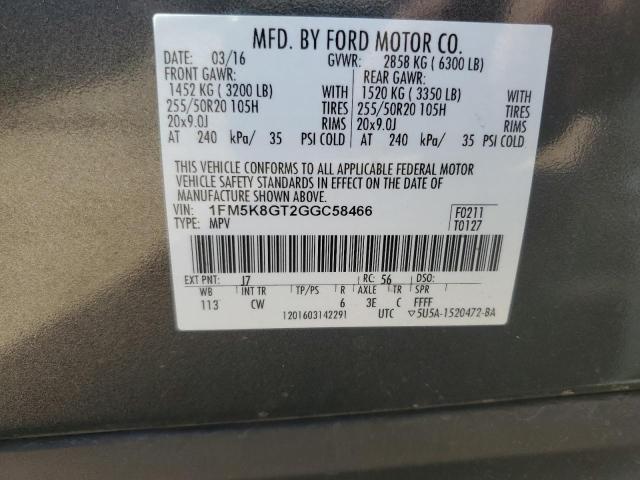 MFD. BY FORD MOTOR CO.
DATE: 03/16 GVWR: 2858 KG ( 6300 LB)
FRONT GAWR: REAR GAWR:
1452 KG ( 3200 LB) WITH 1520 KG ( 3350 LB) WITH
255/50R20 105H TIRES 255/50R20 105H TIRES
20x9.0J RIMS 20x9.0J RIMS
AT 240 kPa/ 35 PSI COLD AT 240 kPa/ 35 PSI COLD
THIS VEHICLE CONFORMS TO ALL APPLICABLE FEDERAL MOTOR
VEHICLE SAFETY STANDARDS IN EFFECT ON THE DATE OF
MANUFACTURE SHOWN ABOVE.
VIN: 1FM5K8GT2GGC58466 F0211
TYPE: MPV T0127
EXT PNT: J7 RC: 56 DSO:
WB INT TR TP/PS R AXLE TR SPR
113 CW 6 3E C FFFF
1201603142291 UTC ▽5U5A-1520472-BA